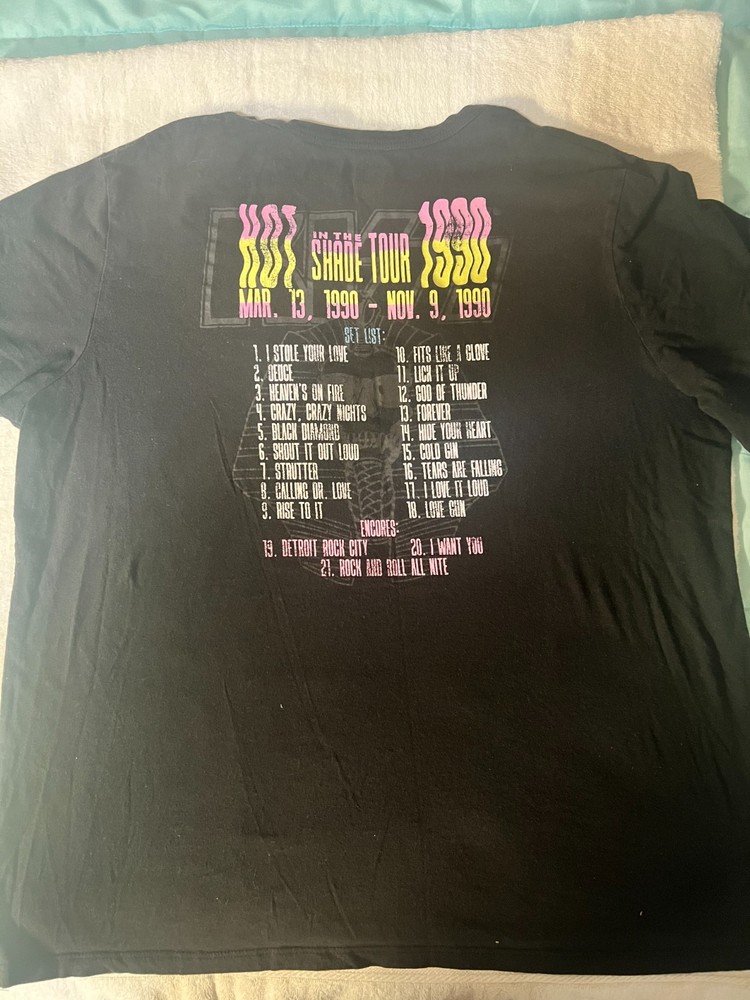 HOT IN THE SHADE TOUR 1990
MAR. 13, 1990 - NOV. 9, 1990
SET LIST:
1. I STOLE YOUR LOVE
2. DEUCE
3. HEAVEN'S ON FIRE
4. CRAZY, CRAZY NIGHTS
5. BLACK DIAMOND
6. SHOUT IT OUT LOUD
7. STRUTTER
8. CALLING DR. LOVE
9. RISE TO IT
10. FITS LIKE A GLOVE
11. LICK IT UP
12. GOD OF THUNDER
13. FOREVER
14. HIDE YOUR HEART
15. COLD GIN
16. TEARS ARE FALLING
17. I LOVE IT LOUD
18. LOVE GUN
ENCORES:
19. DETROIT ROCK CITY 20. I WANT YOU
21. ROCK AND ROLL ALL NITE